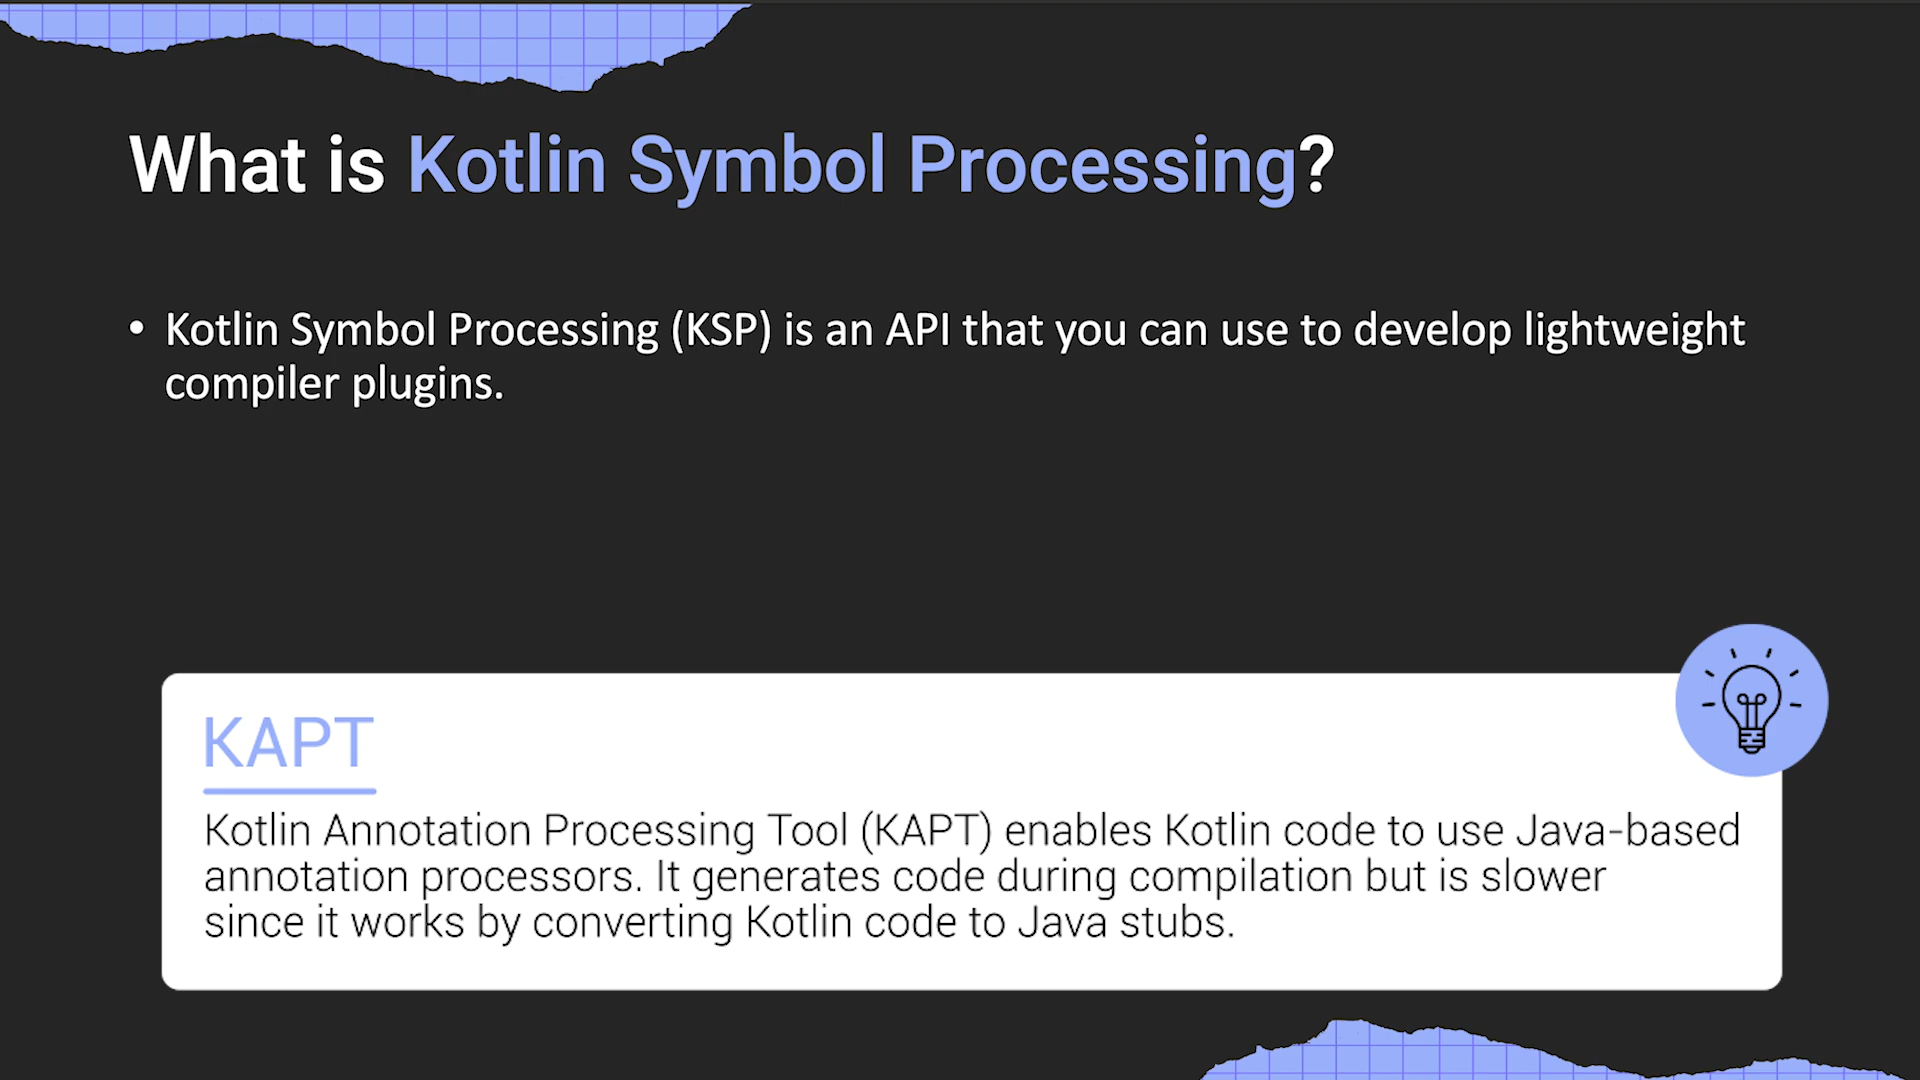 What is Kotlin Symbol Processing?
• Kotlin Symbol Processing (KSP) is an API that you can use to develop lightweight
compiler plugins.
KAPT
Kotlin Annotation Processing Tool (KAPT) enables Kotlin code to use Java-based
annotation processors. It generates code during compilation but is slower
since it works by converting Kotlin code to Java stubs.